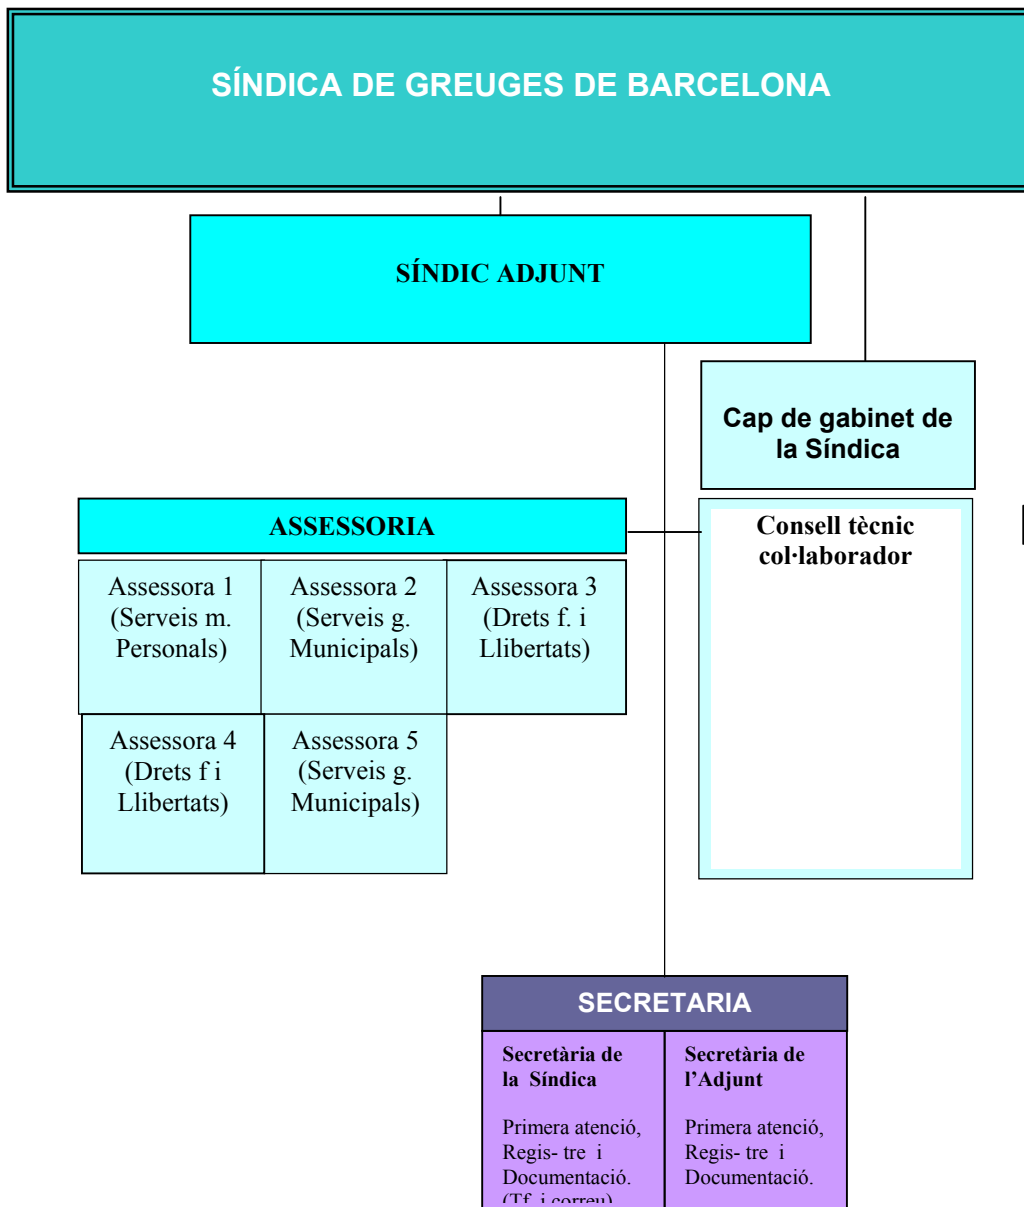 SÍNDICA DE GREUGES DE BARCELONA
SÍNDIC ADJUNT
Cap de gabinet de
la Síndica
ASSESSORIA
Consell tècnic
col·laborador
Assessora 1
(Serveis m.
Personals)
Assessora 2
(Serveis g.
Municipals)
Assessora 3
(Drets f. i
Llibertats)
Assessora 4
(Drets f i
Llibertats)
Assessora 5
(Serveis g.
Municipals)
SECRETARIA
Secretària de
la Síndica
Primera atenció,
Regis- tre i
Documentació.
(Tf. i correu)
Secretària de
l’Adjunt
Primera atenció,
Regis- tre i
Documentació.